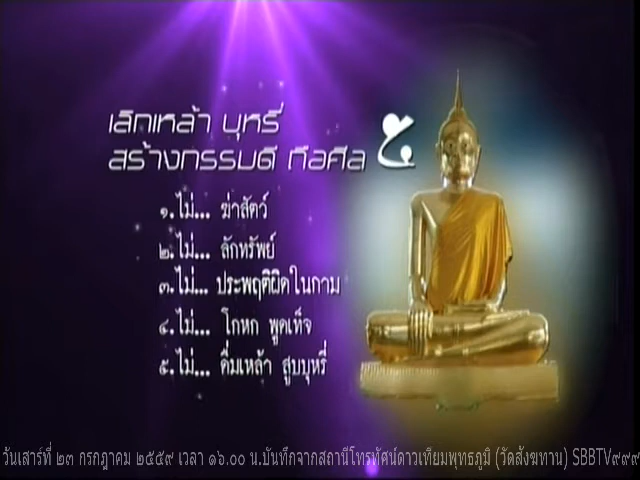 เลิกเหล้า บุหรี่
สร้างกรรมดี ถือศีล ๕
๑.ไม่... ฆ่าสัตว์
๒.ไม่... ลักทรัพย์
๓.ไม่... ประพฤติผิดในกาม
๔.ไม่... โกหก พูดเท็จ
๕.ไม่... ดื่มเหล้า สูบบุหรี่
วันเสาร์ที่ ๒๓ กรกฎาคม ๒๕๕๙ เวลา ๑๖.๐๐ น.บันทึกจากสถานีโทรทัศน์ดาวเทียมพุทธภูมิ (วัดสังฆทาน) SBBTV๙๙๙